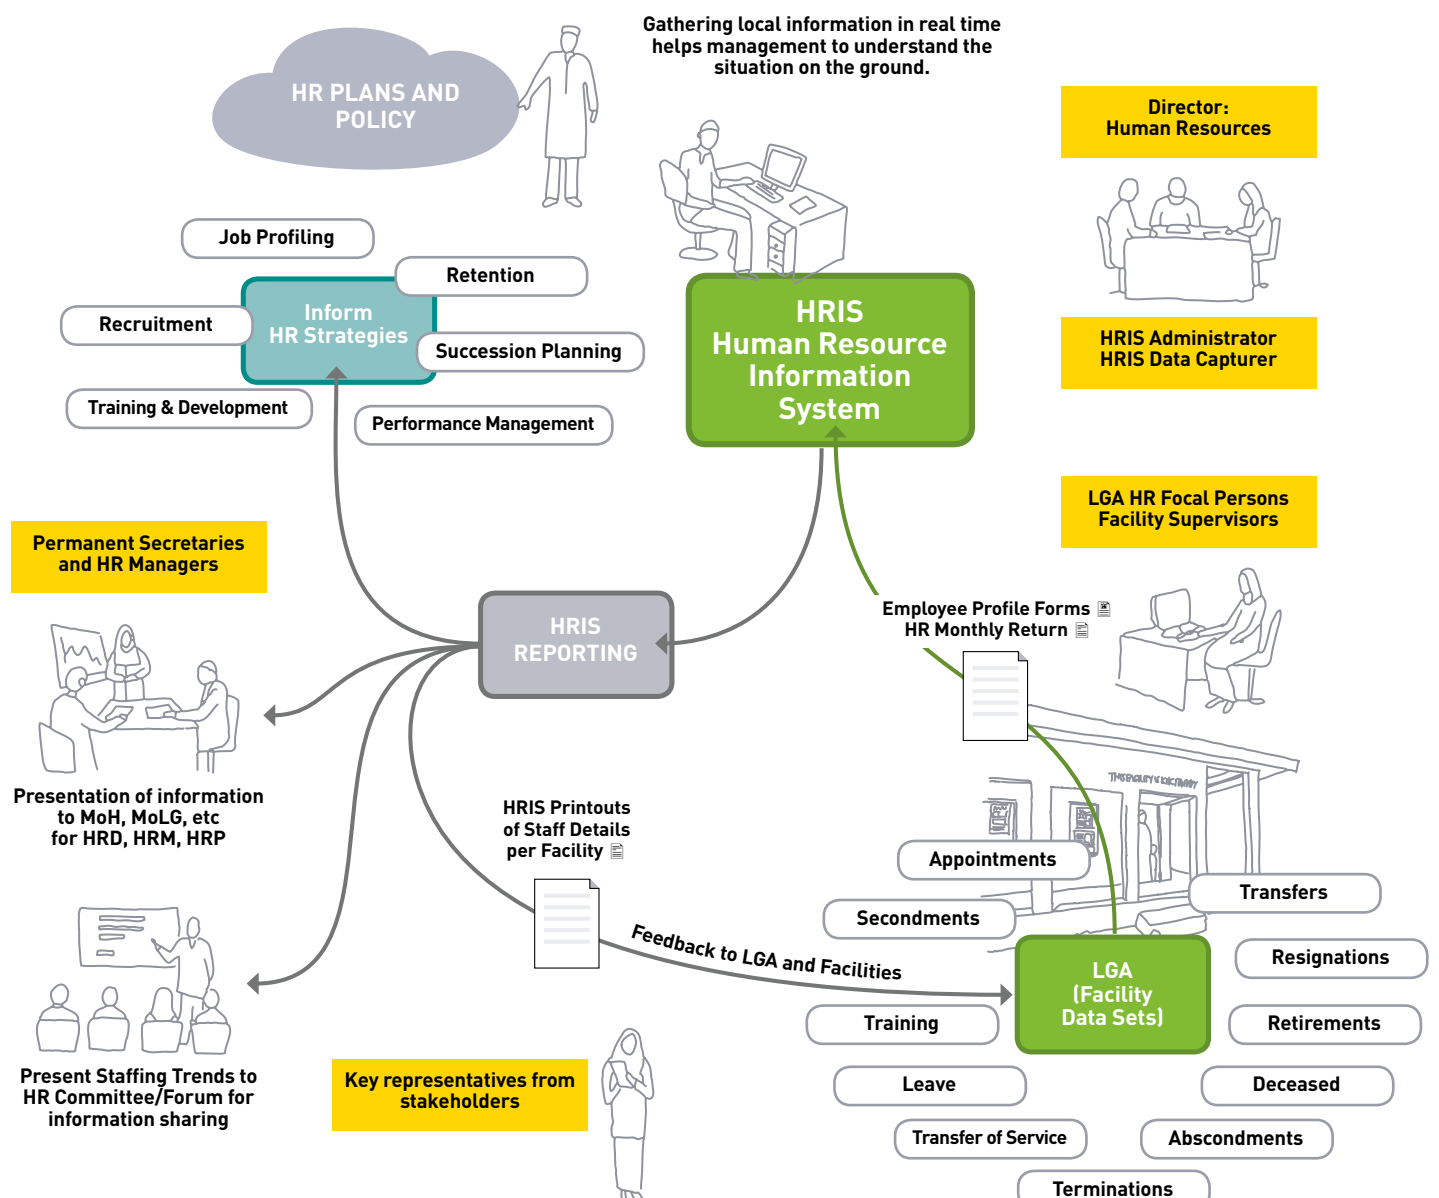 Gathering local information in real time
helps management to understand the
situation on the ground.
HR PLANS AND
POLICY
Director:
Human Resources
Job Profiling
Retention
Inform
HR Strategies
Recruitment
Succession Planning
Training & Development
Performance Management
HRIS
Human Resource
Information
System
HRIS Administrator
HRIS Data Capturer
LGA HR Focal Persons
Facility Supervisors
Permanent Secretaries
and HR Managers
HRIS
REPORTING
Employee Profile Forms
HR Monthly Return
Presentation of information
to MoH, MoLG, etc
for HRD, HRM, HRP
HRIS Printouts
of Staff Details
per Facility
Feedback to LGA and Facilities
Appointments
Transfers
Secondments
Resignations
LGA
(Facility
Data Sets)
Training
Retirements
Leave
Deceased
Transfer of Service
Abscondments
Terminations
Present Staffing Trends to
HR Committee/Forum for
information sharing
Key representatives from
stakeholders